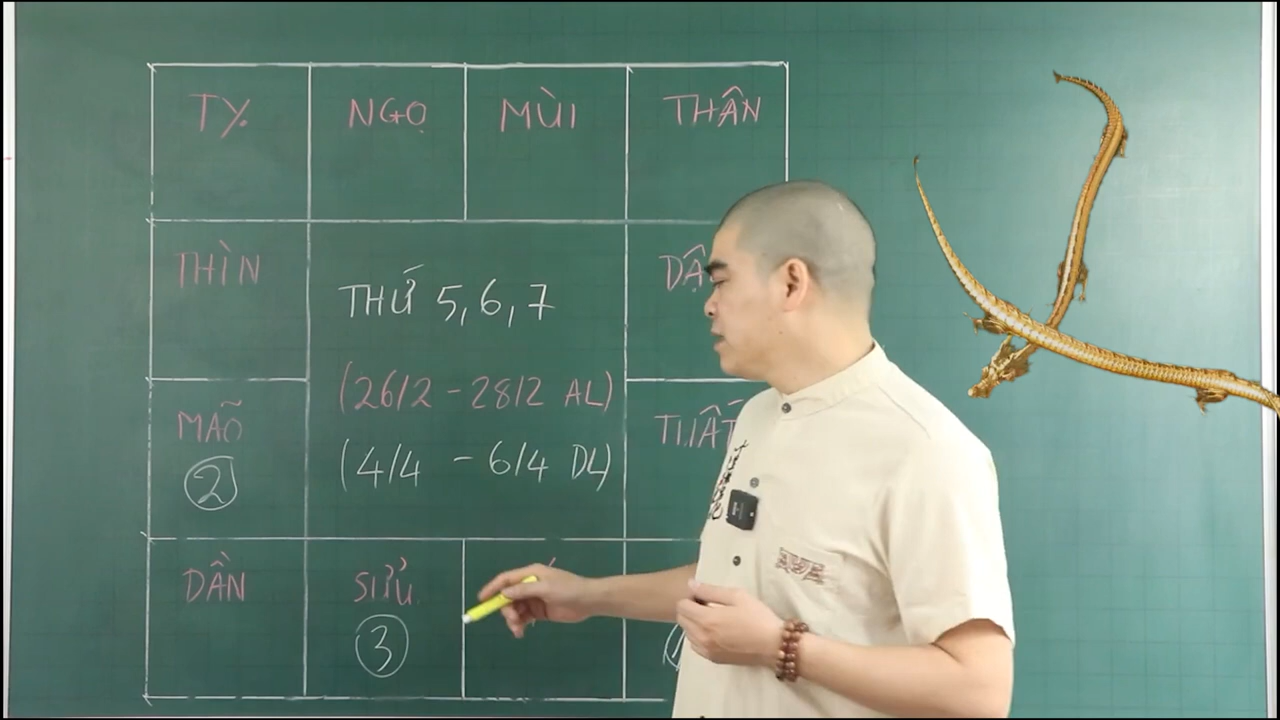 TỴ
NGỌ
MÙI
THÂN
THÌN
THỨ 5,6,7
(26/2 - 28/2 AL)
(4/4 - 6/4 DL)
MÃO
2
DẦN
SỬU
3